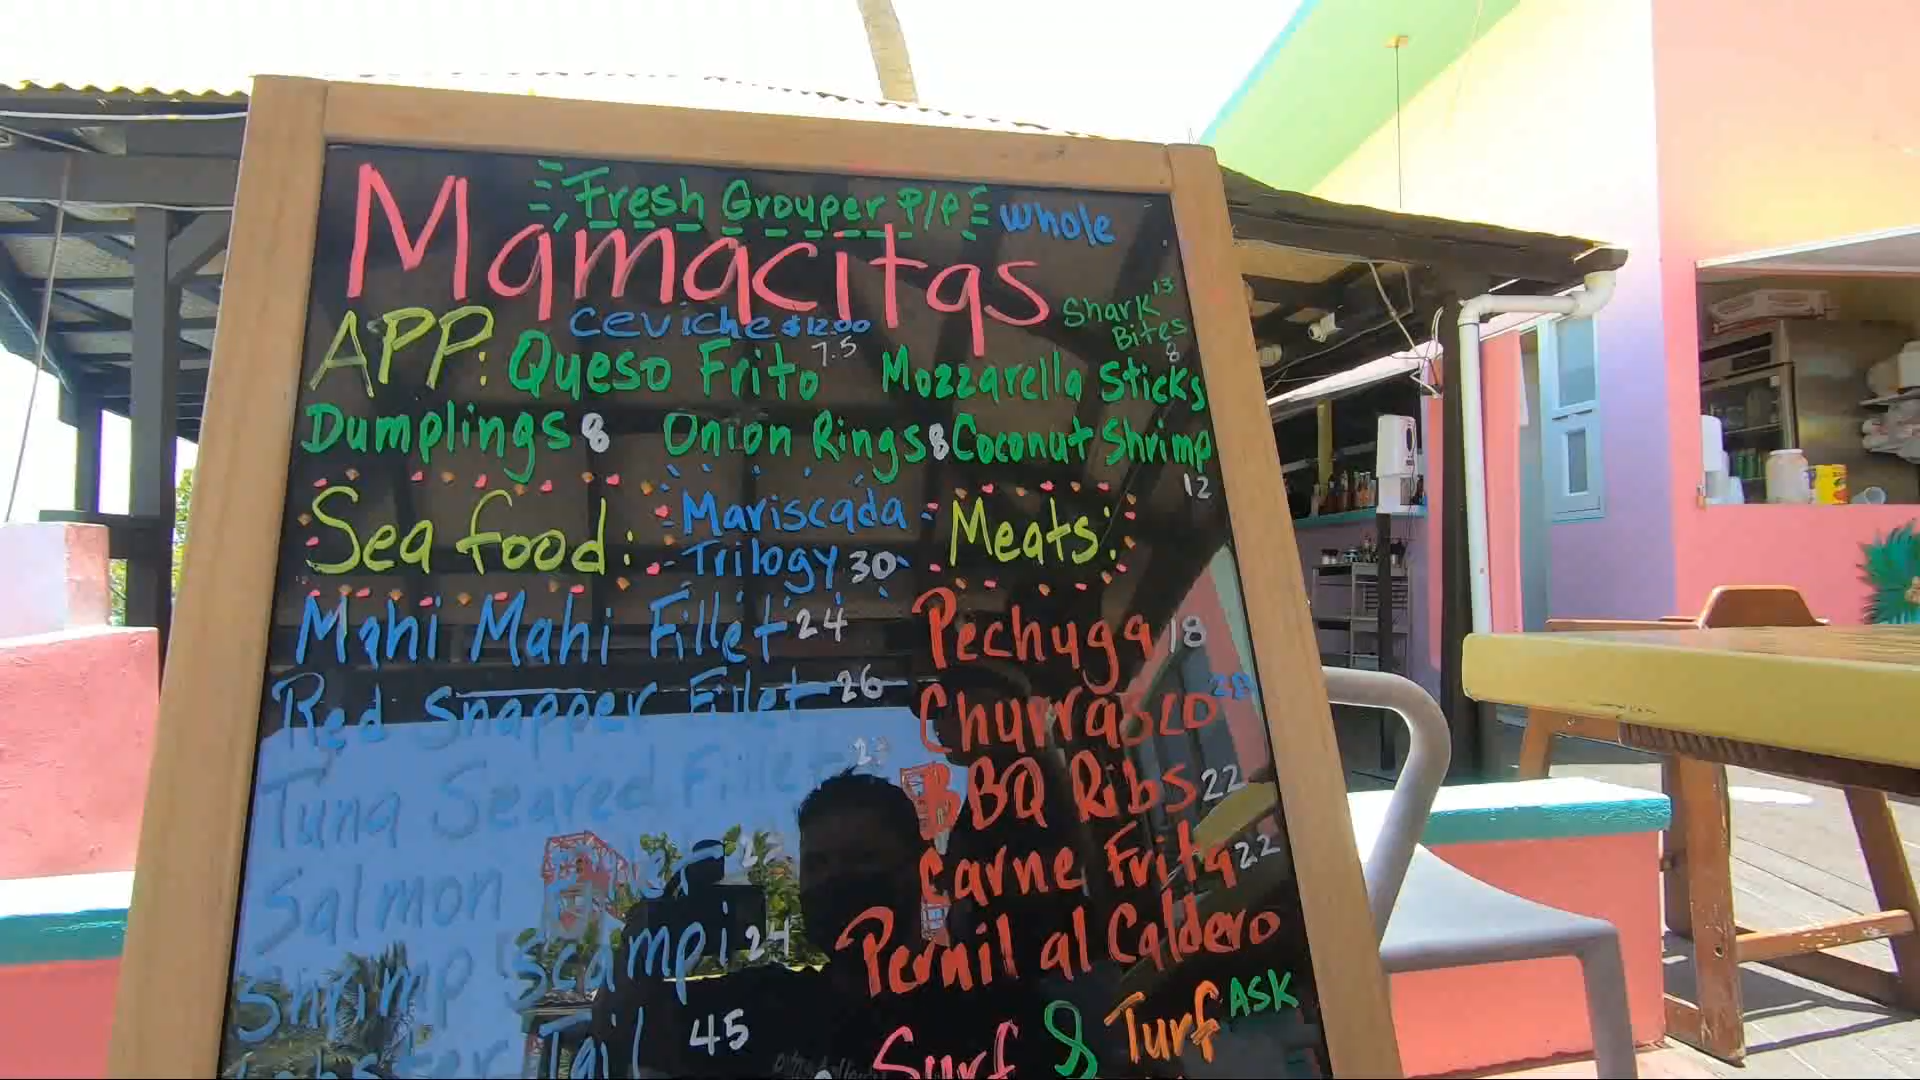 Fresh Grouper P/P Whole
Mamacitas
Ceviche $12.00
Shark 13
Bites
APP: Queso Frito 7.5 Mozzarella Sticks 8
Dumplings 8 Onion Rings 8 Coconut Shrimp 12
Sea food:
Mariscada
Trilogy 30
Mahi Mahi Fillet 24
Red Snapper Fillet 26
Tuna Seared Fillet
Salmon
Shrimp Scampi 24
Lobster Tail 45
Meats:
Pechuga 18
Churrasco
BBQ Ribs 22
Carne Frita 22
Pernil al Caldero
Surf & Turf ASK